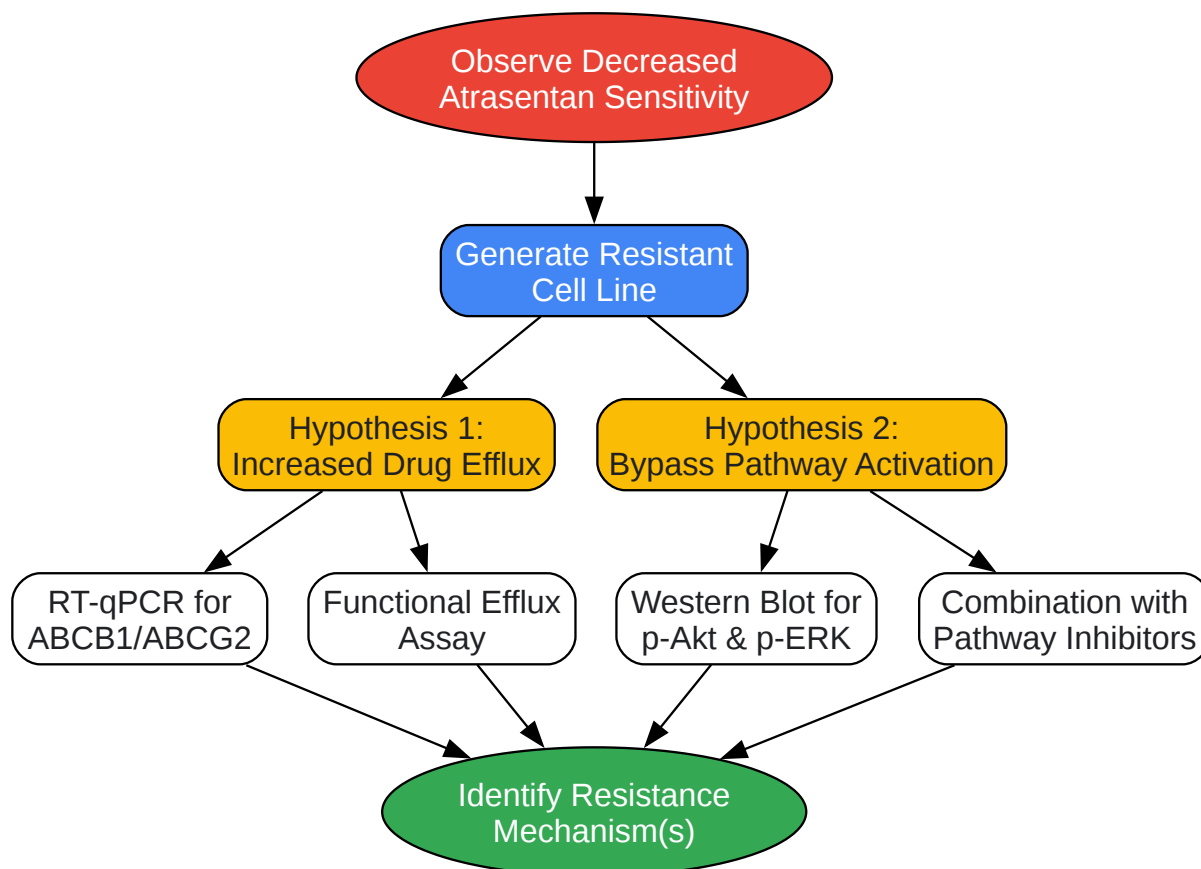 Observe Decreased
Atrasentan Sensitivity
Generate Resistant
Cell Line
Hypothesis 1:
Increased Drug Efflux
Hypothesis 2:
Bypass Pathway Activation
RT-qPCR for
ABCB1/ABCG2
Functional Efflux
Assay
Western Blot for
p-Akt & p-ERK
Combination with
Pathway Inhibitors
Identify Resistance
Mechanism(s)